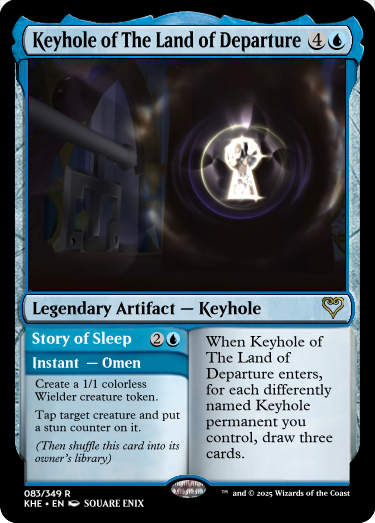 Keyhole of The Land of Departure 4
Legendary Artifact — Keyhole
Story of Sleep 2
Instant — Omen
Create a 1/1 colorless
Wielder creature token.
Tap target creature and put
a stun counter on it.
(Then shuffle this card into its
owner's library)
When Keyhole of
The Land of
Departure enters,
for each differently
named Keyhole
permanent you
control, draw three
cards.
083/349 R
KHE • EN SQUARE ENIX
™ and © 2025 Wizards of the Coast